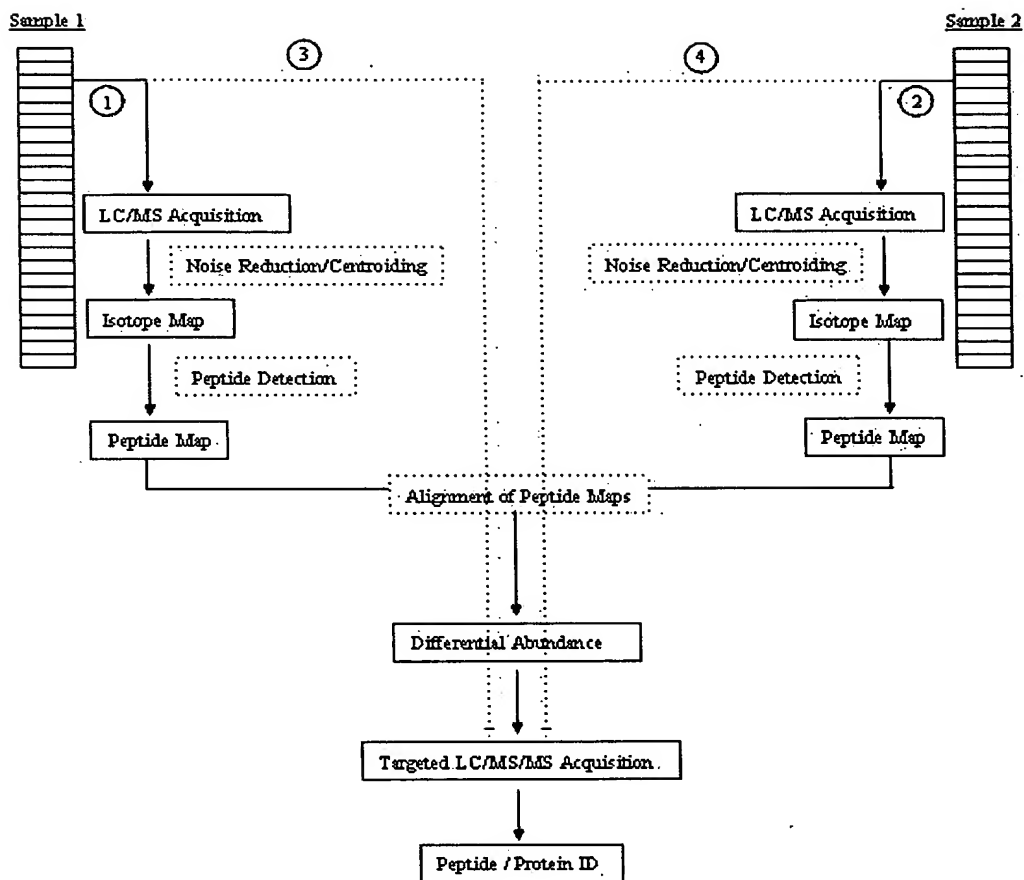 Sample 1
Sample 2
3
4
1
2
LC/MS Acquisition
LC/MS Acquisition
Noise Reduction/Centroiding
Noise Reduction/Centroiding
Isotope Map
Isotope Map
Peptide Detection
Peptide Detection
Peptide Map
Peptide Map
Alignment of Peptide Maps
Differential Abundance
Targeted LC/MS/MS Acquisition
Peptide / Protein ID